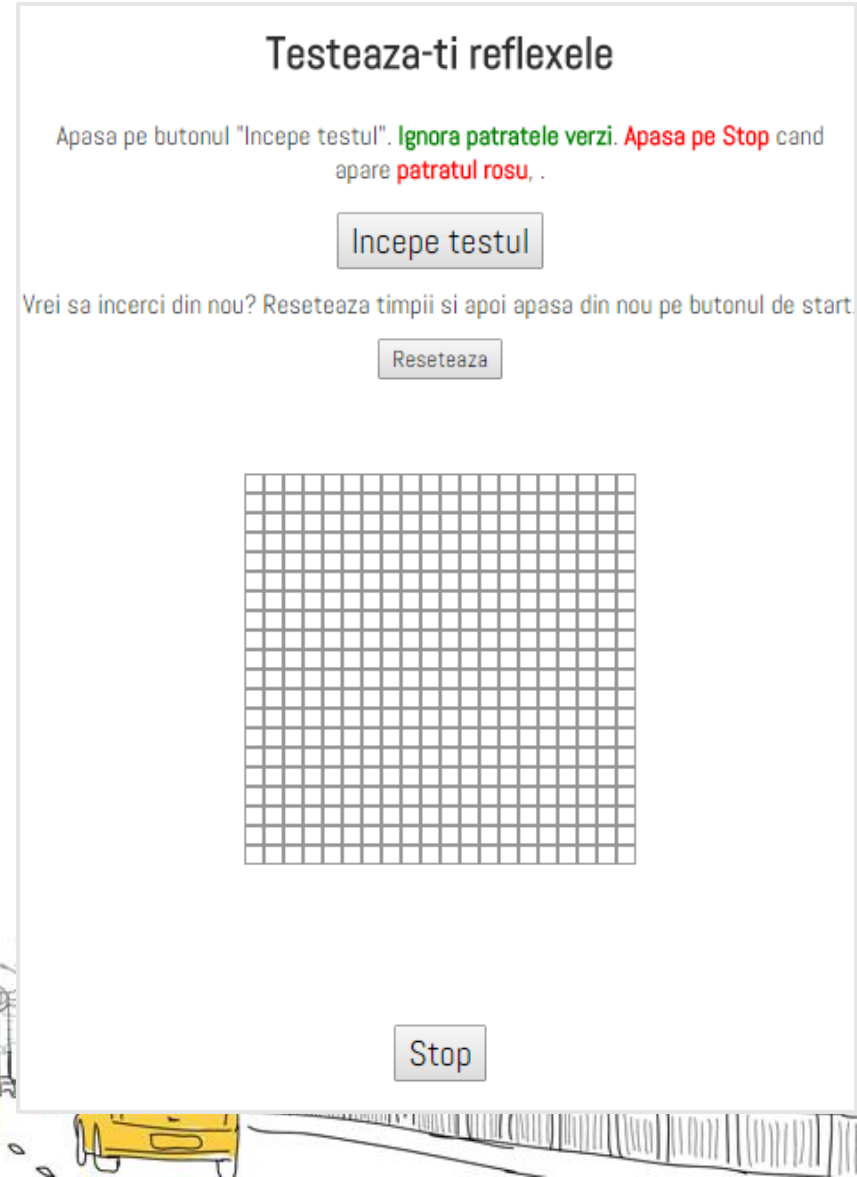 Testeaza-ti reflexele
Apasa pe butonul "Incepe testul". Ignora patratele verzi. Apasa pe Stop cand
apare patratul rosu, .
Incepe testul
Vrei sa incerci din nou? Reseteaza timpii si apoi apasa din nou pe butonul de start.
Reseteaza
Stop